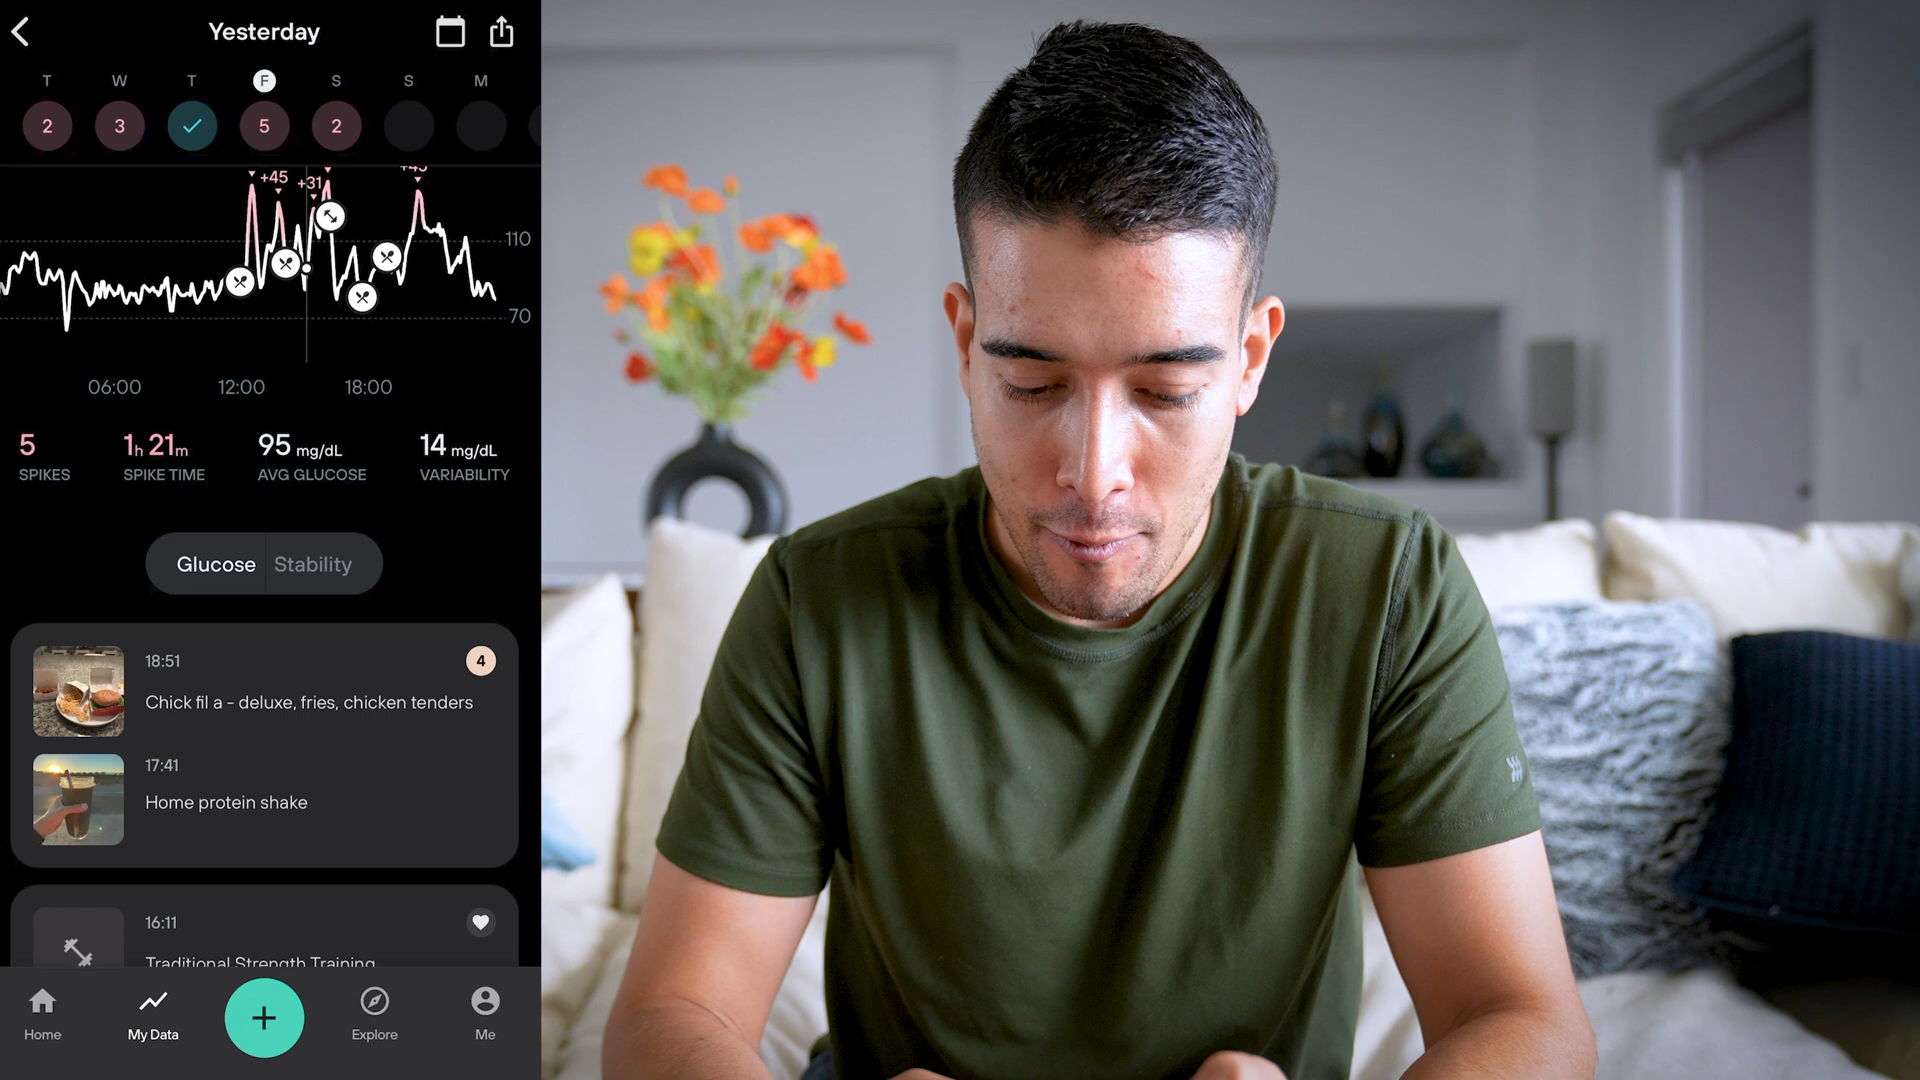 Yesterday
T W T F S S M
2 3 5 2
+45 +31 +45
110
70
06:00 12:00 18:00
5 1h 21m 95 mg/dL 14 mg/dL
SPIKES SPIKE TIME AVG GLUCOSE VARIABILITY
Glucose Stability
18:51 4
Chick fil a - deluxe, fries, chicken tenders
17:41
Home protein shake
16:11
Traditional Strength Training
Home My Data Explore Me